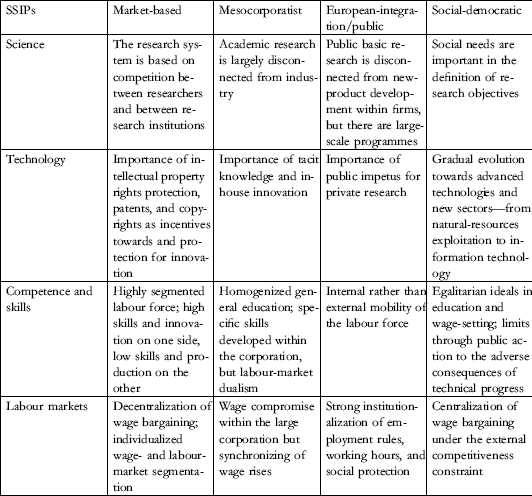 SSIPs
Market-based
Mesocorporatist
European-integra-
tion/public
Social-democratic
Science
The research sys-
tem is based on
competition be-
tween researchers
and between re-
search institutions
Academic research
is largely discon-
nected from indus-
try
Public basic re-
search is discon-
nected from new-
product develop-
ment within firms,
but there are large-
scale programmes
Social needs are
important in the
definition of re-
search objectives
Technology
Importance of in-
tellectual property
rights protection,
patents, and copy-
rights as incentives
towards and pro-
tection for innova-
tion
Importance of tacit
knowledge and in-
house innovation
Importance of
public impetus for
private research
Gradual evolution
towards advanced
technologies and
new sectors—from
natural-resources
exploitation to in-
formation technol-
ogy
Competence and
skills
Highly segmented
labour force; high
skills and innova-
tion on one side,
low skills and pro-
duction on the
other
Homogenized gen-
eral education; spe-
cific skills
developed within
the corporation,
but labour-market
dualism
Internal rather than
external mobility of
the labour force
Egalitarian ideals in
education and
wage-setting; limits
through public ac-
tion to the adverse
consequences of
technical progress
Labour markets
Decentralization of
wage bargaining;
individualized
wage- and labour-
market segmenta-
tion
Wage compromise
within the large
corporation but
synchronizing of
wage rises
Strong institution-
alization of em-
ployment rules,
working hours, and
social protection
Centralization of
wage bargaining
under the external
competitiveness
constraint